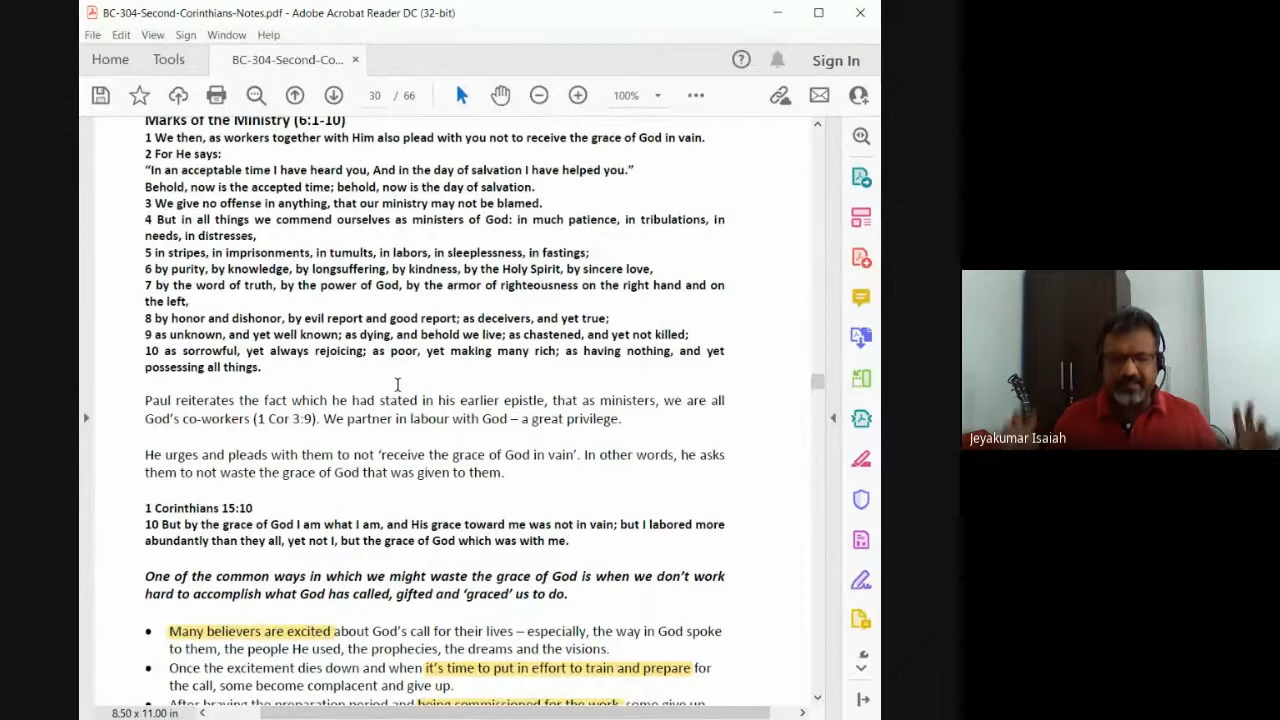 BC-304-Second-Corinthians-Notes.pdf - Adobe Acrobat Reader DC (32-bit)
File Edit View Sign Window Help
Home Tools BC-304-Second-Co... × Sign In
30 / 66 100%
Marks of the Ministry (6:1-10)
1 We then, as workers together with Him also plead with you not to receive the grace of God in vain.
2 For He says:
“In an acceptable time I have heard you, And in the day of salvation I have helped you.”
Behold, now is the accepted time; behold, now is the day of salvation.
3 We give no offense in anything, that our ministry may not be blamed.
4 But in all things we commend ourselves as ministers of God: in much patience, in tribulations, in
needs, in distresses,
5 in stripes, in imprisonments, in tumults, in labors, in sleeplessness, in fastings;
6 by purity, by knowledge, by longsuffering, by kindness, by the Holy Spirit, by sincere love,
7 by the word of truth, by the power of God, by the armor of righteousness on the right hand and on
the left,
8 by honor and dishonor, by evil report and good report; as deceivers, and yet true;
9 as unknown, and yet well known; as dying, and behold we live; as chastened, and yet not killed;
10 as sorrowful, yet always rejoicing; as poor, yet making many rich; as having nothing, and yet
possessing all things.
Paul reiterates the fact which he had stated in his earlier epistle, that as ministers, we are all
God’s co-workers (1 Cor 3:9). We partner in labour with God – a great privilege.
He urges and pleads with them to not ‘receive the grace of God in vain’. In other words, he asks
them to not waste the grace of God that was given to them.
1 Corinthians 15:10
10 But by the grace of God I am what I am, and His grace toward me was not in vain; but I labored more
abundantly than they all, yet not I, but the grace of God which was with me.
One of the common ways in which we might waste the grace of God is when we don’t work
hard to accomplish what God has called, gifted and ‘graced’ us to do.
• Many believers are excited about God’s call for their lives – especially, the way in God spoke
to them, the people He used, the prophecies, the dreams and the visions.
• Once the excitement dies down and when it’s time to put in effort to train and prepare for
the call, some become complacent and give up.
• After braving the preparation period and being commissioned for the work, some give up
8.50 x 11.00 in
Jeyakumar Isaiah